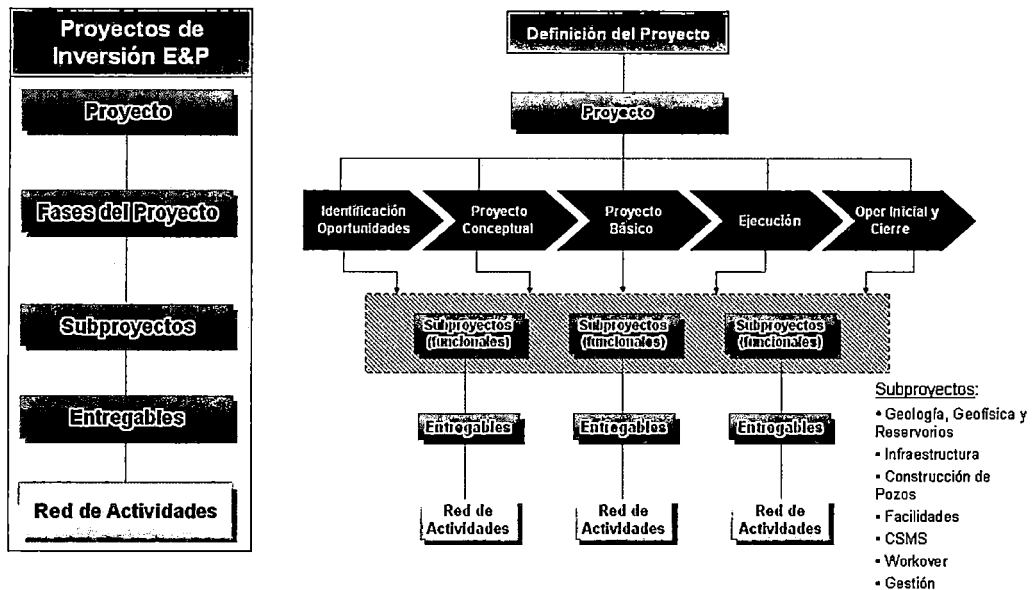 Proyectos de
Inversión E&P
Proyecto
Fases del Proyecto
Subproyectos
Entregables
Red de Actividades
Definición del Proyecto
Proyecto
Identificación
Oportunidades
Proyecto
Conceptual
Proyecto
Básico
Ejecución
Oper Inicial y
Cierre
Subproyectos
(funcionales)
Subproyectos
(funcionales)
Subproyectos
(funcionales)
Entregables
Entregables
Entregables
Red de
Actividades
Red de
Actividades
Red de
Actividades
Subproyectos:
▪ Geología, Geofísica y
Reservorios
▪ Infraestructura
▪ Construcción de
Pozos
▪ Facilidades
▪ CSMS
▪ Workover
▪ Gestión